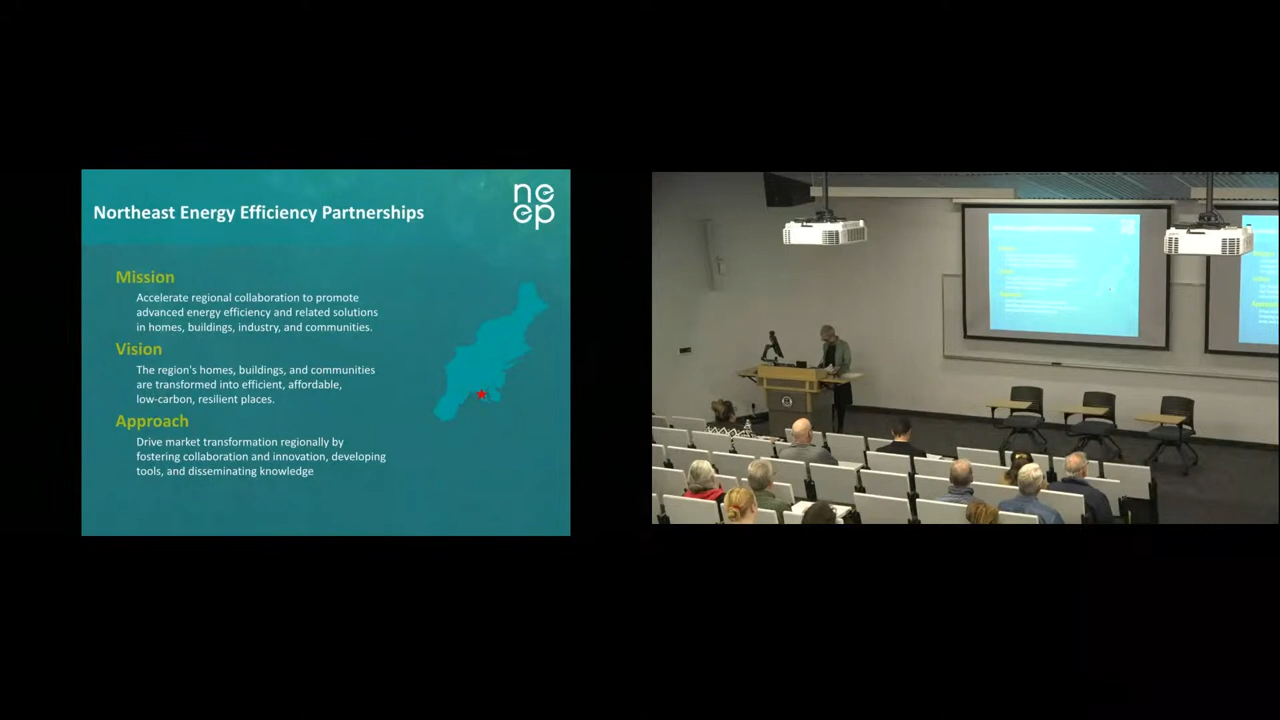 Northeast Energy Efficiency Partnerships
ne
ep
Mission
Accelerate regional collaboration to promote
advanced energy efficiency and related solutions
in homes, buildings, industry, and communities.
Vision
The region's homes, buildings, and communities
are transformed into efficient, affordable,
low-carbon, resilient places.
Approach
Drive market transformation regionally by
fostering collaboration and innovation, developing
tools, and disseminating knowledge